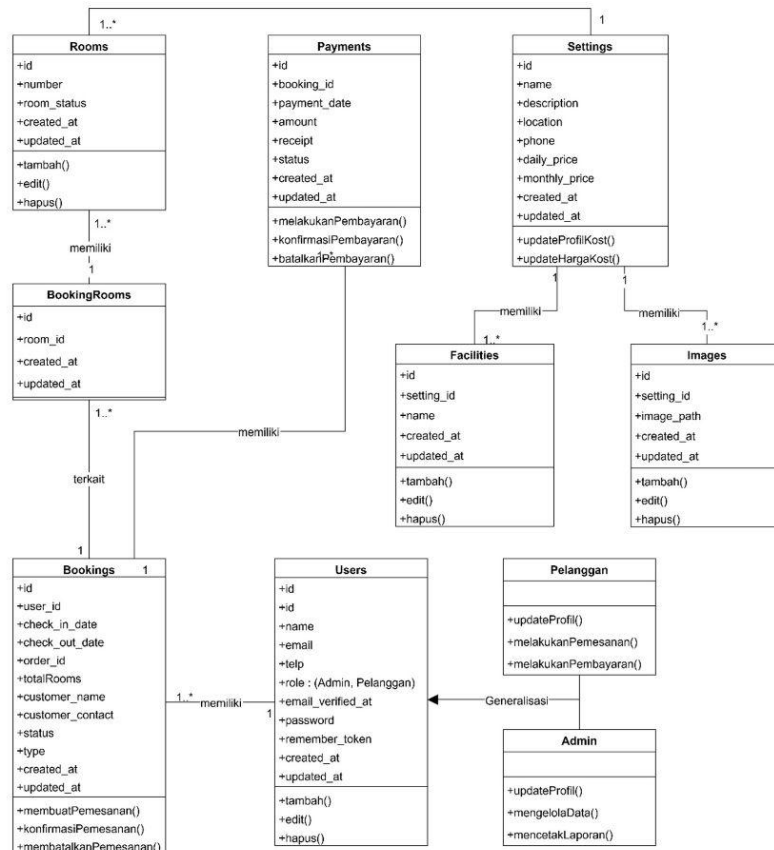 1..*
1
Rooms
+id
+number
+room_status
+created_at
+updated_at
+tambah()
+edit()
+hapus()
1..*
memiliki
1
BookingRooms
+id
+room_id
+created_at
+updated_at
1..*
terkait
1
Payments
+id
+booking_id
+payment_date
+amount
+receipt
+status
+created_at
+updated_at
+melakukanPembayaran()
+konfirmasiPembayaran()
1..*
+batalkanPembayaran()
memiliki
1
Settings
+id
+name
+description
+location
+phone
+daily_price
+monthly_price
+created_at
+updated_at
+updateProfilKost()
+updateHargaKost()
1
1
memiliki
memiliki
1..*
1..*
Facilities
+id
+setting_id
+name
+created_at
+updated_at
+tambah()
+edit()
+hapus()
Images
+id
+setting_id
+image_path
+created_at
+updated_at
+tambah()
+edit()
+hapus()
Bookings
+id
+user_id
+check_in_date
+check_out_date
+order_id
+totalRooms
+customer_name
+customer_contact
+status
+type
+created_at
+updated_at
+membuatPemesanan()
+konfirmasiPemesanan()
+membatalkanPemesanan()
1..*
memiliki
1
Users
+id
+id
+name
+email
+telp
+role : (Admin, Pelanggan)
+email_verified_at
+password
+remember_token
+created_at
+updated_at
+tambah()
+edit()
+hapus()
Pelanggan
+updateProfil()
+melakukanPemesanan()
+melakukanPembayaran()
Generalisasi
Admin
+updateProfil()
+mengelolaData()
+mencetakLaporan()